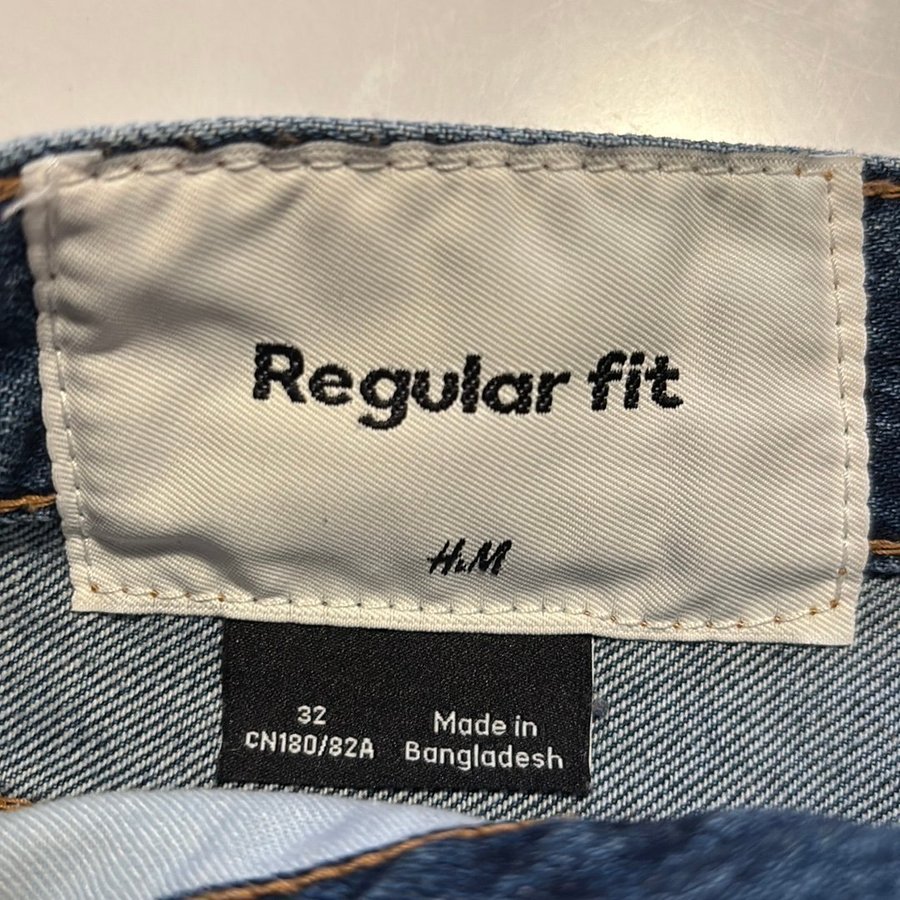 Regular fit
H&M
32
CN180/82A
Made in
Bangladesh